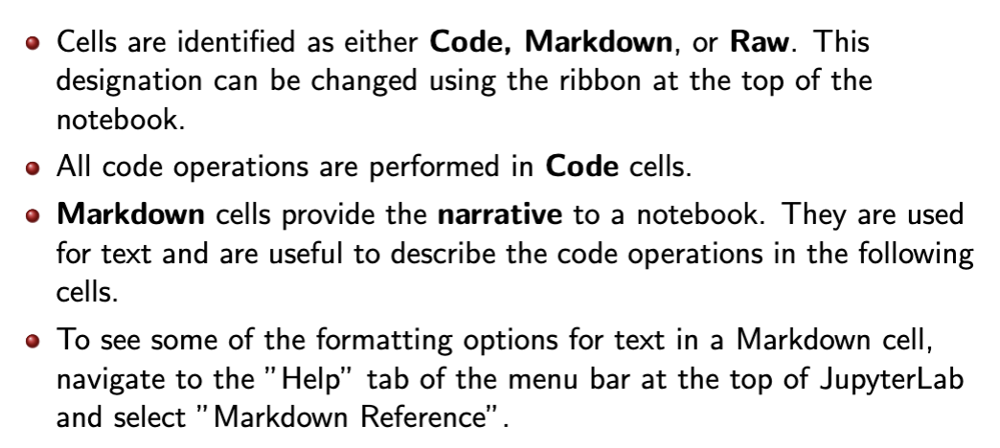 Cells are identified as either Code, Markdown, or Raw. This
designation can be changed using the ribbon at the top of the
notebook.
All code operations are performed in Code cells.
Markdown cells provide the narrative to a notebook. They are used
for text and are useful to describe the code operations in the following
cells.
To see some of the formatting options for text in a Markdown cell,
navigate to the ”Help” tab of the menu bar at the top of JupyterLab
and select ”Markdown Reference”.